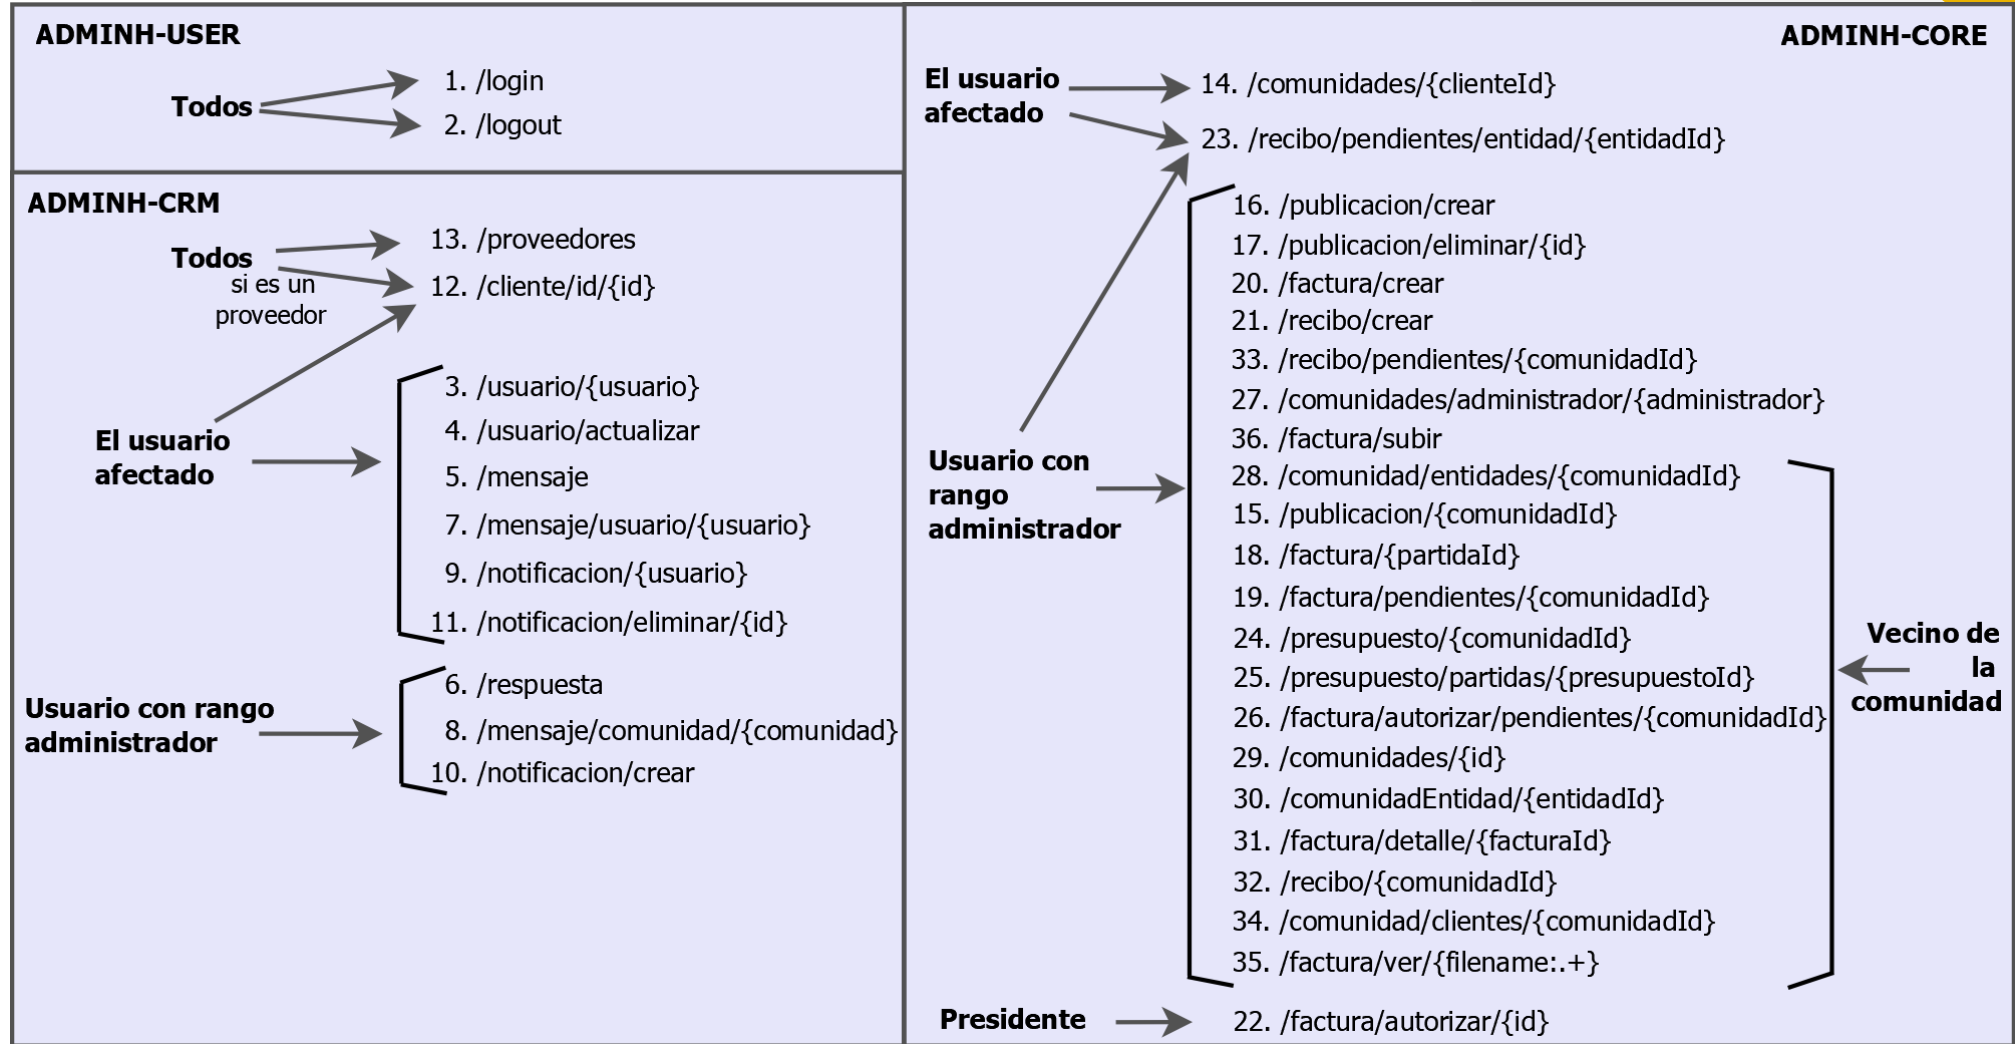 ADMINH-USER
Todos
1. /login
2. /logout
ADMINH-CRM
Todos
si es un
proveedor
13. /proveedores
12. /cliente/id/{id}
El usuario
afectado
3. /usuario/{usuario}
4. /usuario/actualizar
5. /mensaje
7. /mensaje/usuario/{usuario}
9. /notificacion/{usuario}
11. /notificacion/eliminar/{id}
Usuario con rango
administrador
6. /respuesta
8. /mensaje/comunidad/{comunidad}
10. /notificacion/crear
ADMINH-CORE
El usuario
afectado
14. /comunidades/{clienteId}
23. /recibo/pendientes/entidad/{entidadId}
Usuario con
rango
administrador
16. /publicacion/crear
17. /publicacion/eliminar/{id}
20. /factura/crear
21. /recibo/crear
33. /recibo/pendientes/{comunidadId}
27. /comunidades/administrador/{administrador}
36. /factura/subir
28. /comunidad/entidades/{comunidadId}
15. /publicacion/{comunidadId}
18. /factura/{partidaId}
19. /factura/pendientes/{comunidadId}
24. /presupuesto/{comunidadId}
25. /presupuesto/partidas/{presupuestoId}
26. /factura/autorizar/pendientes/{comunidadId}
29. /comunidades/{id}
30. /comunidadEntidad/{entidadId}
31. /factura/detalle/{facturaId}
32. /recibo/{comunidadId}
34. /comunidad/clientes/{comunidadId}
35. /factura/ver/{filename:.+}
Vecino de
la
comunidad
Presidente
22. /factura/autorizar/{id}